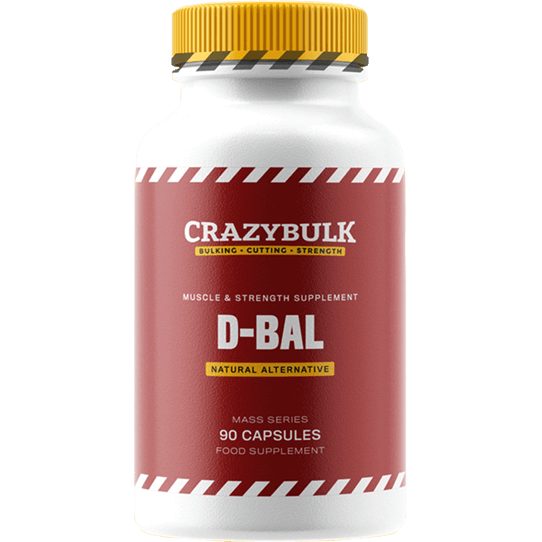 CRAZYBULK
BULKING • CUTTING • STRENGTH
MUSCLE & STRENGTH SUPPLEMENT
D-BAL
NATURAL ALTERNATIVE
MASS SERIES
90 CAPSULES
FOOD SUPPLEMENT